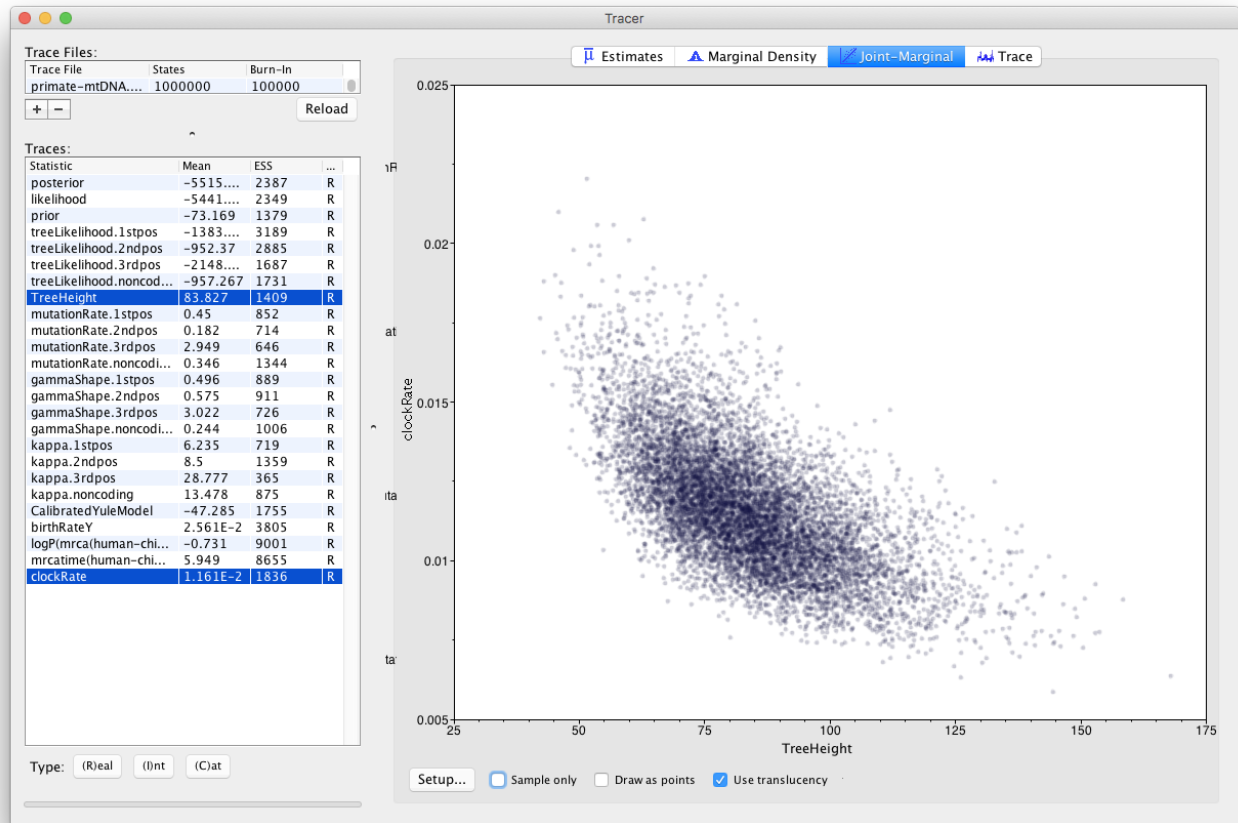 Tracer
Trace Files:
Trace File States Burn-In
primate-mtDNA.... 1000000 100000
+ − Reload
Traces:
Statistic Mean ESS ...
posterior -5515.... 2387 R
likelihood -5441.... 2349 R
prior -73.169 1379 R
treeLikelihood.1stpos -1383.... 3189 R
treeLikelihood.2ndpos -952.37 2885 R
treeLikelihood.3rdpos -2148.... 1687 R
treeLikelihood.noncod... -957.267 1731 R
TreeHeight 83.827 1409 R
mutationRate.1stpos 0.45 852 R
mutationRate.2ndpos 0.182 714 R
mutationRate.3rdpos 2.949 646 R
mutationRate.noncodi... 0.346 1344 R
gammaShape.1stpos 0.496 889 R
gammaShape.2ndpos 0.575 911 R
gammaShape.3rdpos 3.022 726 R
gammaShape.noncodi... 0.244 1006 R
kappa.1stpos 6.235 719 R
kappa.2ndpos 8.5 1359 R
kappa.3rdpos 28.777 365 R
kappa.noncoding 13.478 875 R
CalibratedYuleModel -47.285 1755 R
birthRateY 2.561E-2 3805 R
logP(mrca(human-chi... -0.731 9001 R
mrcatime(human-chi... 5.949 8655 R
clockRate 1.161E-2 1836 R
Type: (R)eal (I)nt (C)at
Estimates Marginal Density Joint-Marginal Trace
0.025
0.02
0.015
0.01
0.005
clockRate
25 50 75 100 125 150 175
TreeHeight
Setup... Sample only Draw as points Use translucency